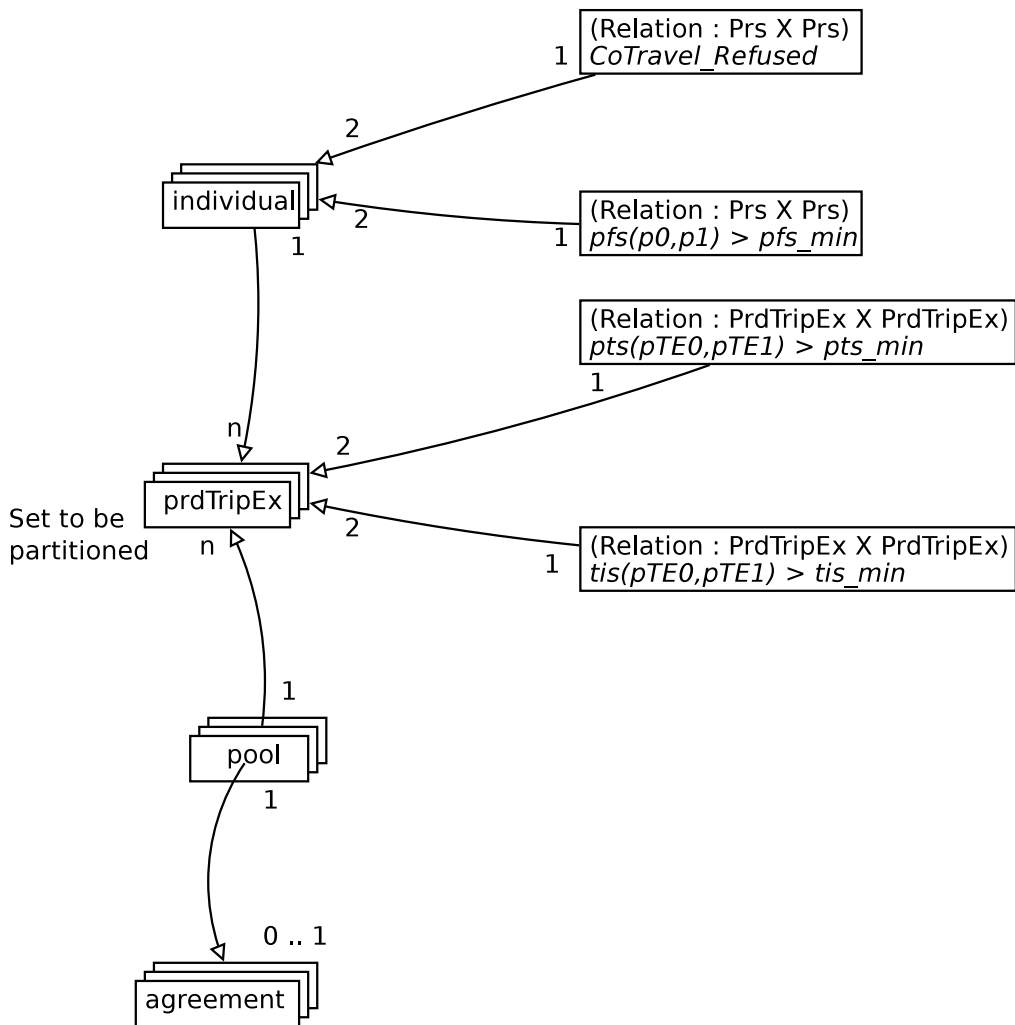 (Relation : Prs X Prs)
CoTravel_Refused
1
2
individual
1
2
(Relation : Prs X Prs)
pfs(p0,p1) > pfs_min
1
(Relation : PrdTripEx X PrdTripEx)
pts(pTE0,pTE1) > pts_min
1
n
2
prdTripEx
Set to be
partitioned
n
2
(Relation : PrdTripEx X PrdTripEx)
tis(pTE0,pTE1) > tis_min
1
1
pool
1
0 .. 1
agreement